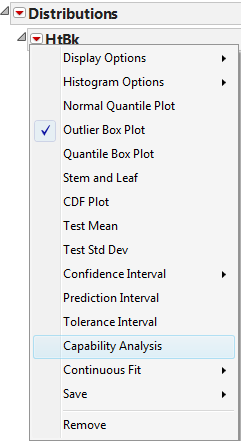 Distributions
HtBk
Display Options
Histogram Options
Normal Quantile Plot
Outlier Box Plot
Quantile Box Plot
Stem and Leaf
CDF Plot
Test Mean
Test Std Dev
Confidence Interval
Prediction Interval
Tolerance Interval
Capability Analysis
Continuous Fit
Save
Remove